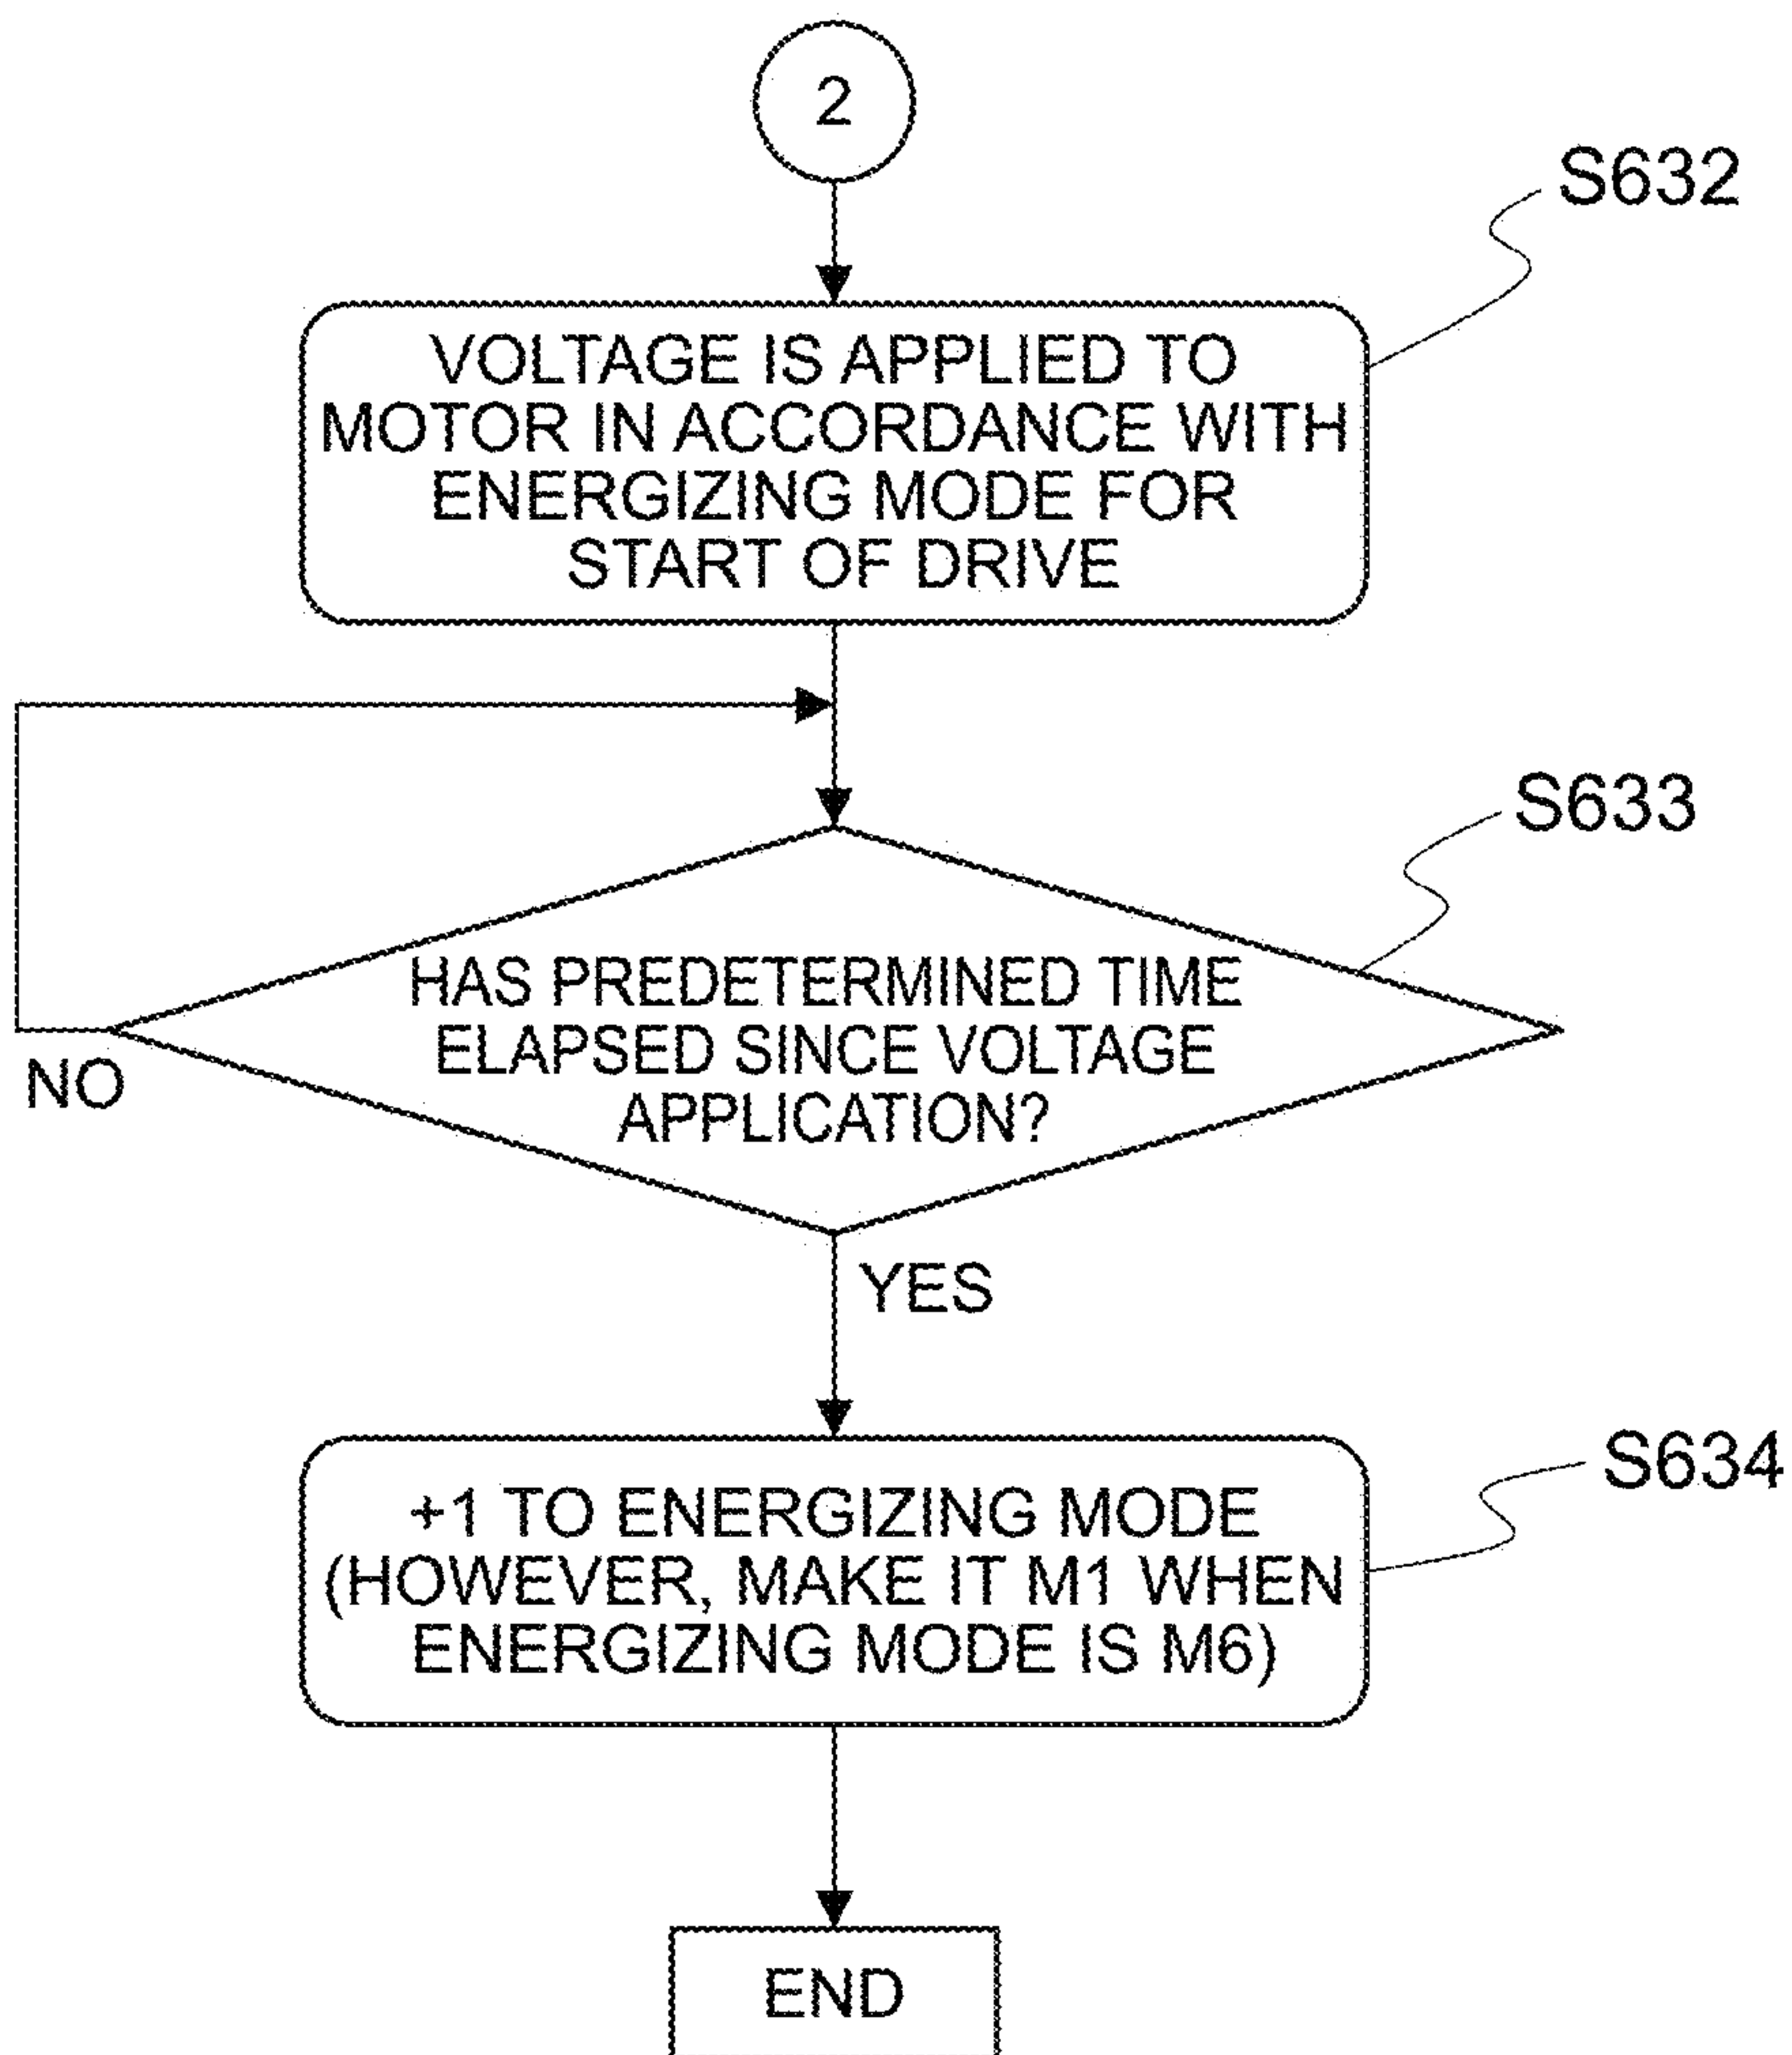 2
S632
VOLTAGE IS APPLIED TO
MOTOR IN ACCORDANCE WITH
ENERGIZING MODE FOR
START OF DRIVE
S633
HAS PREDETERMINED TIME
ELAPSED SINCE VOLTAGE
APPLICATION?
NO
YES
S634
+1 TO ENERGIZING MODE
(HOWEVER, MAKE IT M1 WHEN
ENERGIZING MODE IS M6)
END